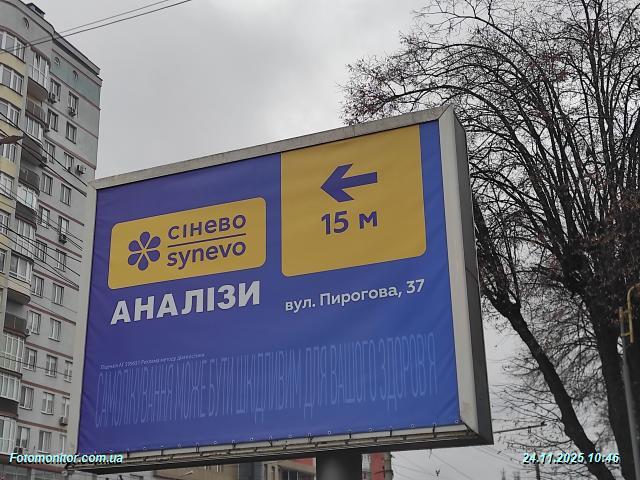 сінево
synevo
15 м
АНАЛІЗИ
вул. Пирогова, 37
САМОЛІКУВАННЯ МОЖЕ БУТИ ШКІДЛИВИМ ДЛЯ ВАШОГО ЗДОРОВ'Я
Fotomonitor.com.ua
24.11.2025 10:46